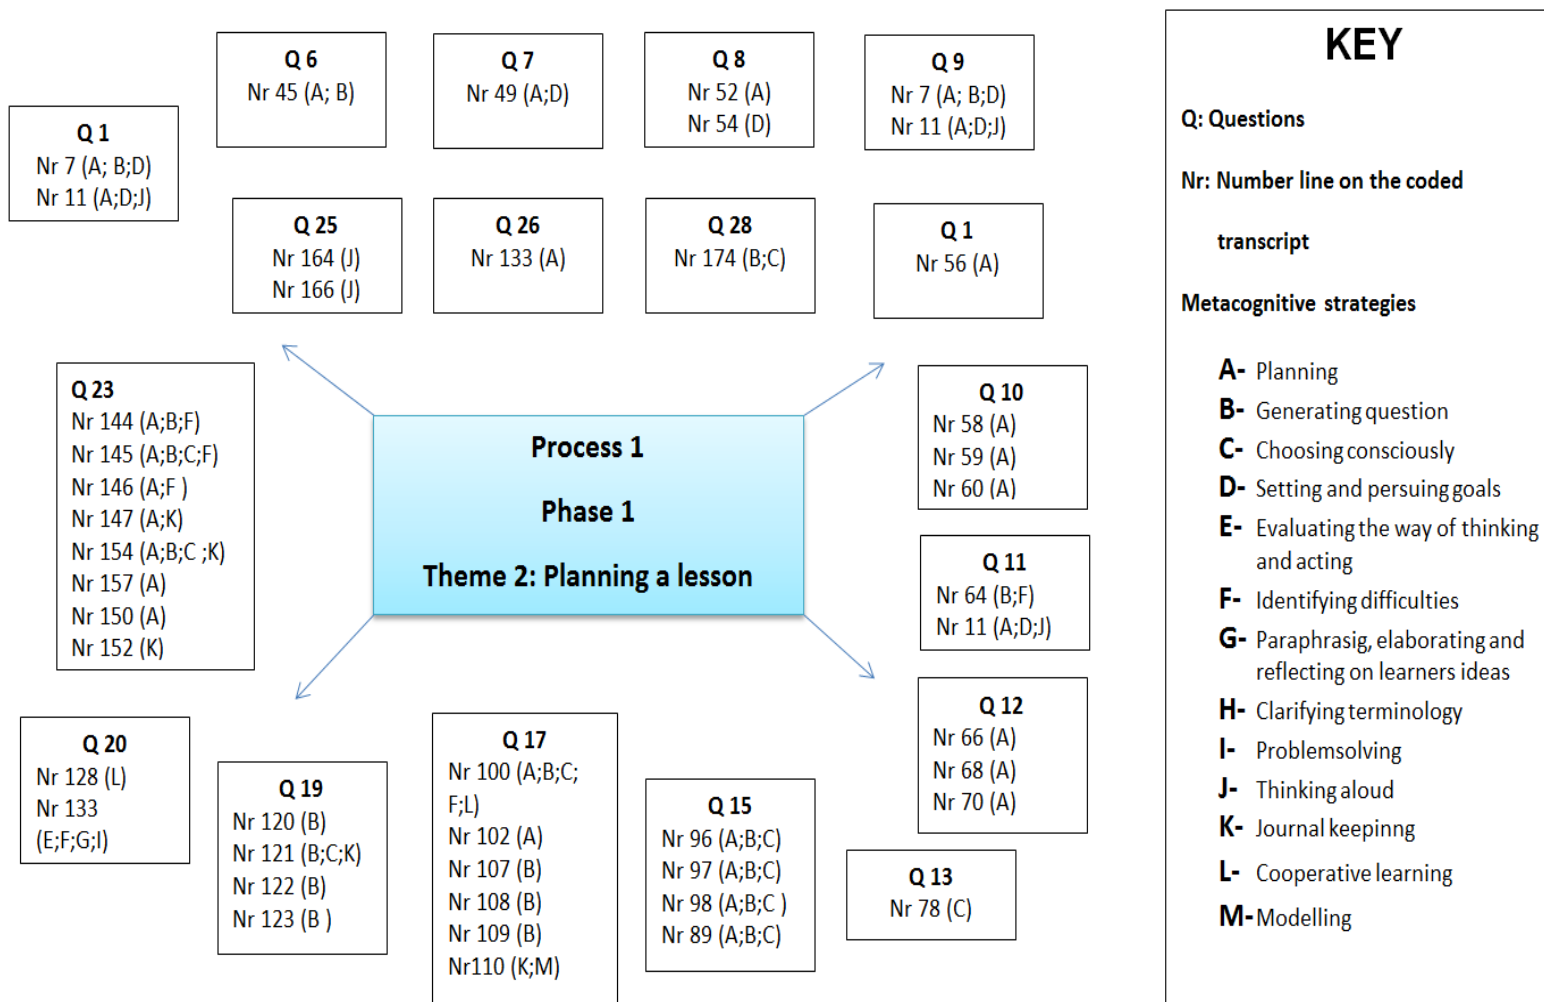 Q 6
Nr 45 (A; B)
Q 7
Nr 49 (A;D)
Q 8
Nr 52 (A)
Nr 54 (D)
Q 9
Nr 7 (A; B;D)
Nr 11 (A;D;J)
Q 1
Nr 7 (A; B;D)
Nr 11 (A;D;J)
Q 25
Nr 164 (J)
Nr 166 (J)
Q 26
Nr 133 (A)
Q 28
Nr 174 (B;C)
Q 1
Nr 56 (A)
Q 23
Nr 144 (A;B;F)
Nr 145 (A;B;C;F)
Nr 146 (A;F )
Nr 147 (A;K)
Nr 154 (A;B;C ;K)
Nr 157 (A)
Nr 150 (A)
Nr 152 (K)
Process 1
Phase 1
Theme 2: Planning a lesson
Q 10
Nr 58 (A)
Nr 59 (A)
Nr 60 (A)
Q 11
Nr 64 (B;F)
Nr 11 (A;D;J)
Q 12
Nr 66 (A)
Nr 68 (A)
Nr 70 (A)
Q 20
Nr 128 (L)
Nr 133
(E;F;G;I)
Q 19
Nr 120 (B)
Nr 121 (B;C;K)
Nr 122 (B)
Nr 123 (B )
Q 17
Nr 100 (A;B;C;
F;L)
Nr 102 (A)
Nr 107 (B)
Nr 108 (B)
Nr 109 (B)
Nr110 (K;M)
Q 15
Nr 96 (A;B;C)
Nr 97 (A;B;C)
Nr 98 (A;B;C )
Nr 89 (A;B;C)
Q 13
Nr 78 (C)
KEY
Q: Questions
Nr: Number line on the coded
transcript
Metacognitive strategies
A- Planning
B- Generating question
C- Choosing consciously
D- Setting and persuing goals
E- Evaluating the way of thinking
and acting
F- Identifying difficulties
G- Paraphrasig, elaborating and
reflecting on learners ideas
H- Clarifying terminology
I- Problemsolving
J- Thinking aloud
K- Journal keepinng
L- Cooperative learning
M- Modelling